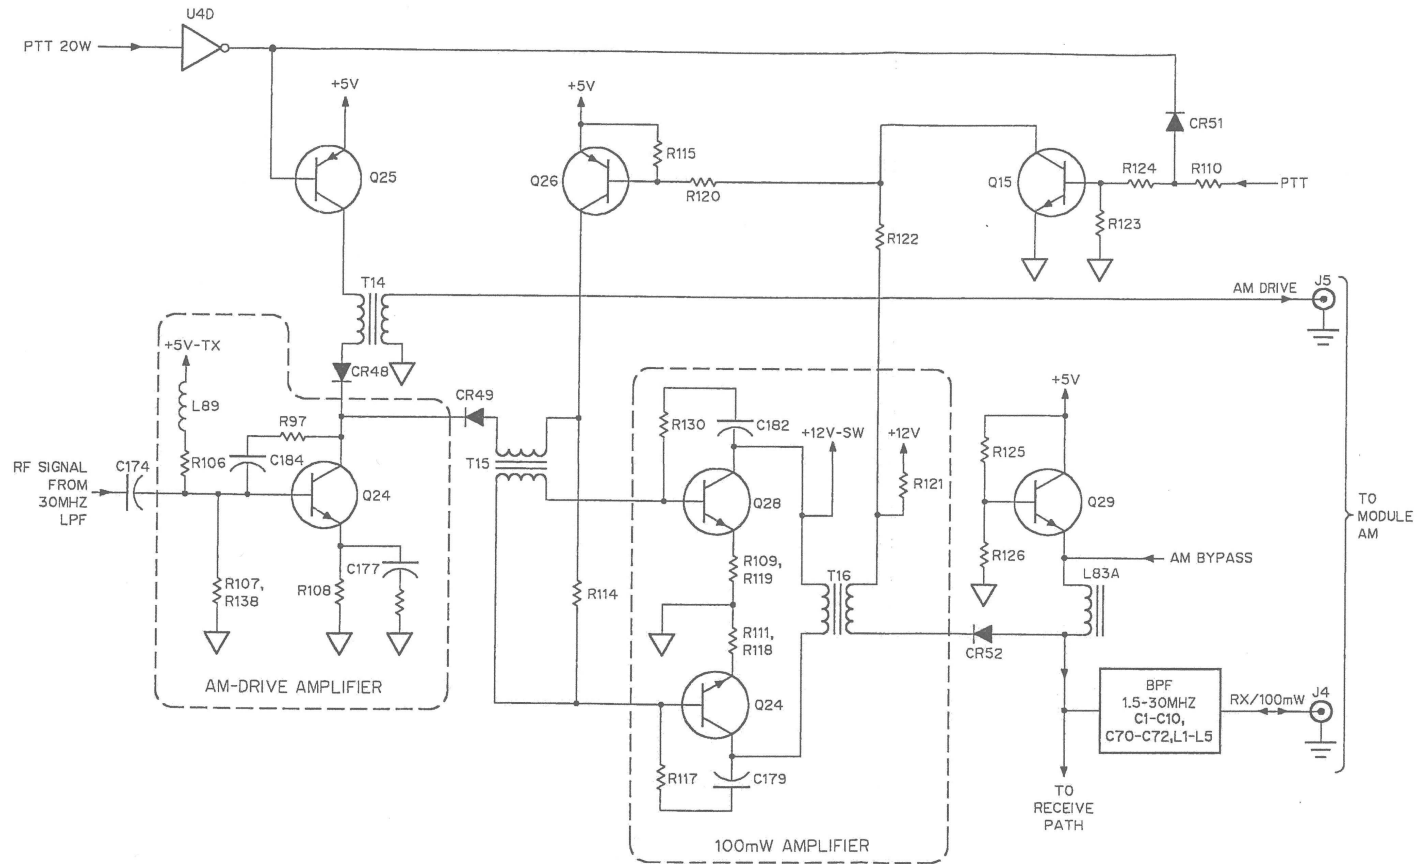 U4D
PTT 20W
+5V
+5V
CR51
Q25
R115
Q26
R120
Q15
R124
R110
PTT
R123
R122
T14
J5
AM DRIVE
+5V-TX
CR48
L89
R97
CR49
R130
C182
+12V-SW
+12V
+5V
R125
RF SIGNAL
FROM
30MHZ
LPF
C174
R106
C184
T15
Q24
Q28
R121
Q29
TO
MODULE
AM
C177
R107,
R138
R108
R114
R109,
R119
T16
R126
AM BYPASS
L83A
R111,
R118
CR52
AM-DRIVE AMPLIFIER
Q24
BPF
1.5-30MHZ
C1-C10,
C70-C72,L1-L5
RX/100mW
J4
R117
C179
TO
RECEIVE
PATH
100mW AMPLIFIER